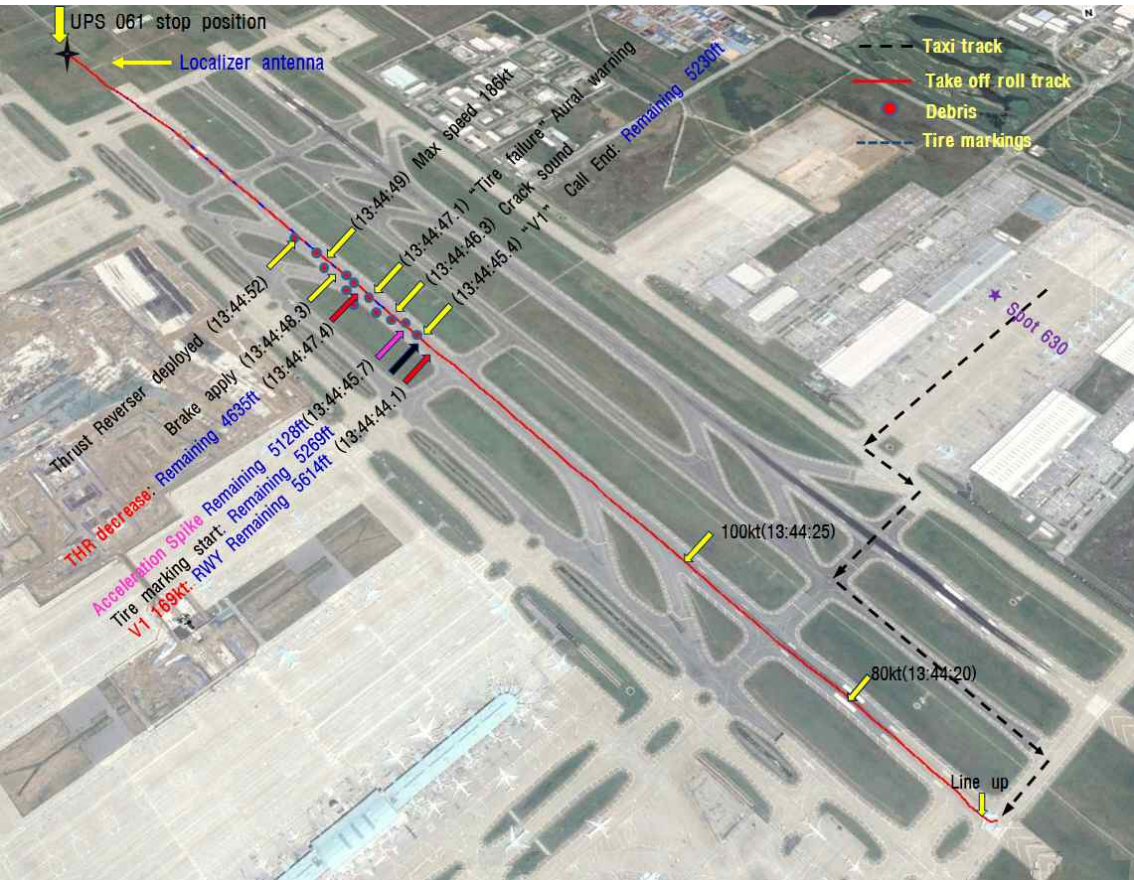 UPS 061 stop position
Localizer antenna
N
Taxi track
Take off roll track
Debris
Tire markings
(13:44:49) Max speed 186kt
(13:44:47.1) "Tire failure" Aural warning
(13:44:46.3) Crack sound
(13:44:45.4) "V1" Call End: Remaining 5230ft
Spot 630
Thrust Reverser deployed (13:44:52)
Brake apply (13:44:48.3)
THR decrease: Remaining 4635ft (13:44:47.4)
Acceleration Spike Remaining 5128ft(13:44:45.7)
Tire marking start: Remaining 5269ft
V1 169kt: RWY Remaining 5614ft (13:44:44.1)
100kt(13:44:25)
80kt(13:44:20)
Line up